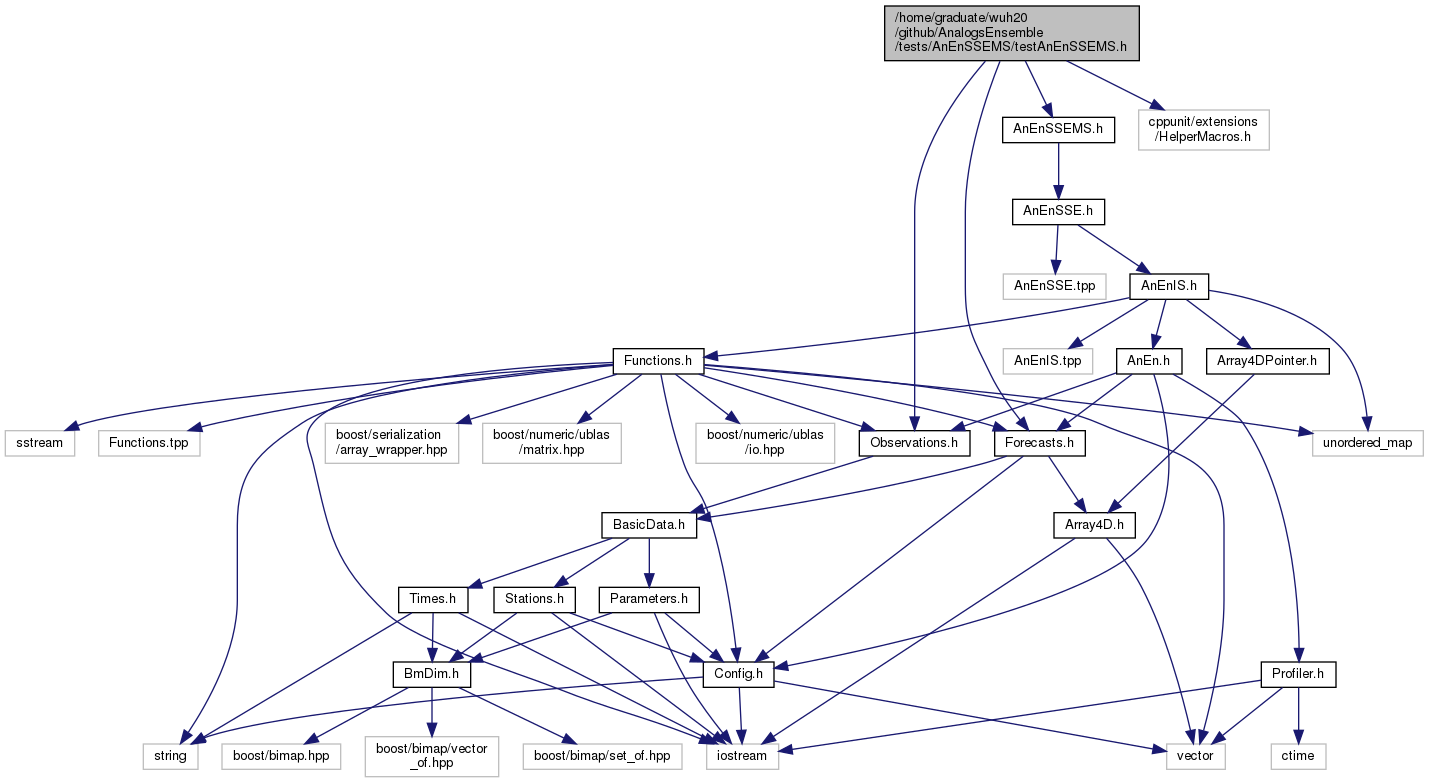 /home/graduate/wuh20
/github/AnalogsEnsemble
/tests/AnEnSSEMS/testAnEnSSEMS.h
AnEnSSEMS.h
cppunit/extensions
/HelperMacros.h
AnEnSSE.h
AnEnSSE.tpp
AnEnIS.h
Functions.h
AnEnIS.tpp
AnEn.h
Array4DPointer.h
sstream
Functions.tpp
boost/serialization
/array_wrapper.hpp
boost/numeric/ublas
/matrix.hpp
boost/numeric/ublas
/io.hpp
Observations.h
Forecasts.h
unordered_map
BasicData.h
Array4D.h
Times.h
Stations.h
Parameters.h
BmDim.h
Config.h
Profiler.h
string
boost/bimap.hpp
boost/bimap/vector
_of.hpp
boost/bimap/set_of.hpp
iostream
vector
ctime